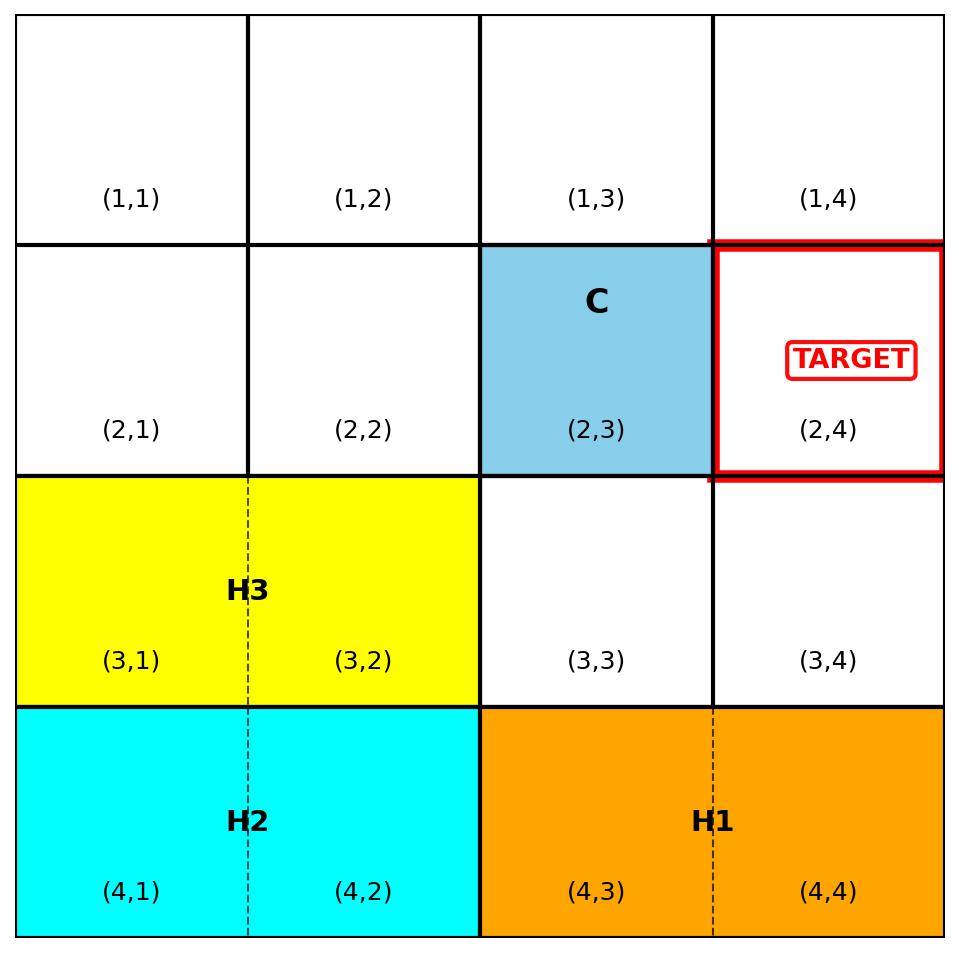 (1,1) (1,2) (1,3) (1,4)
C
TARGET
(2,1) (2,2) (2,3) (2,4)
H3
(3,1) (3,2) (3,3) (3,4)
H2 H1
(4,1) (4,2) (4,3) (4,4)